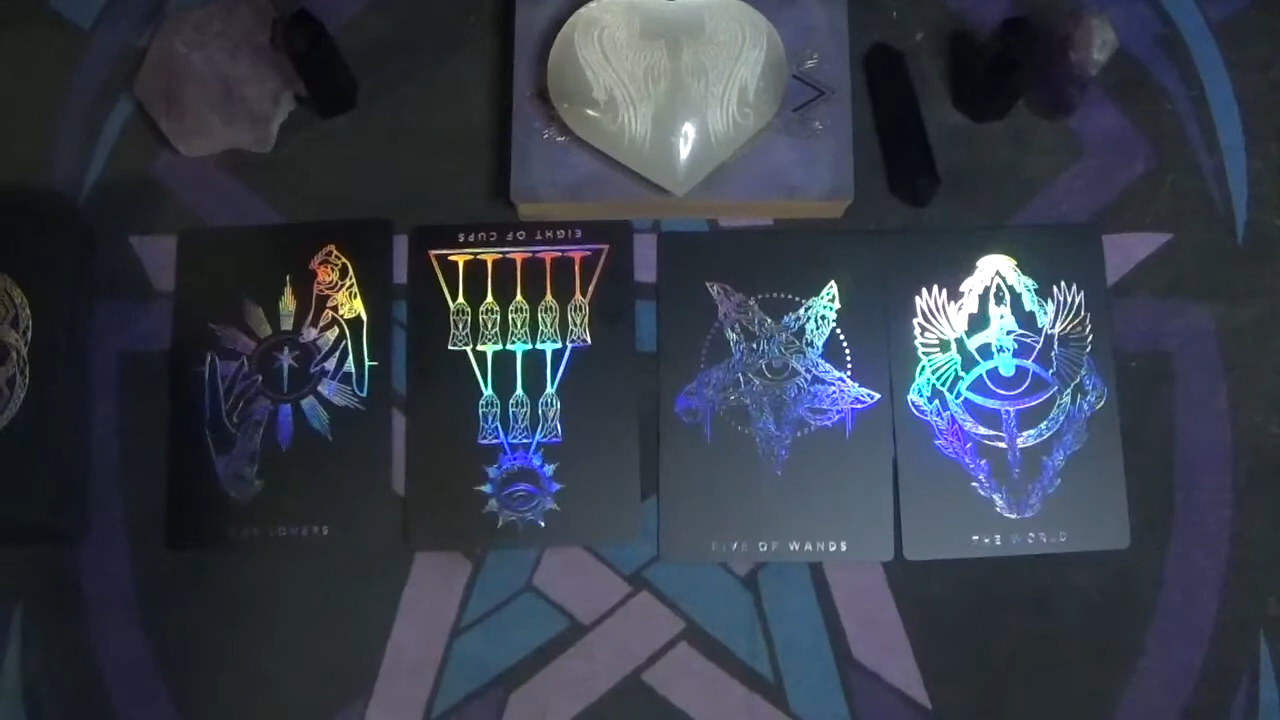 EIGHT OF CUPS
THE LOVERS
FIVE OF WANDS
THE WORLD